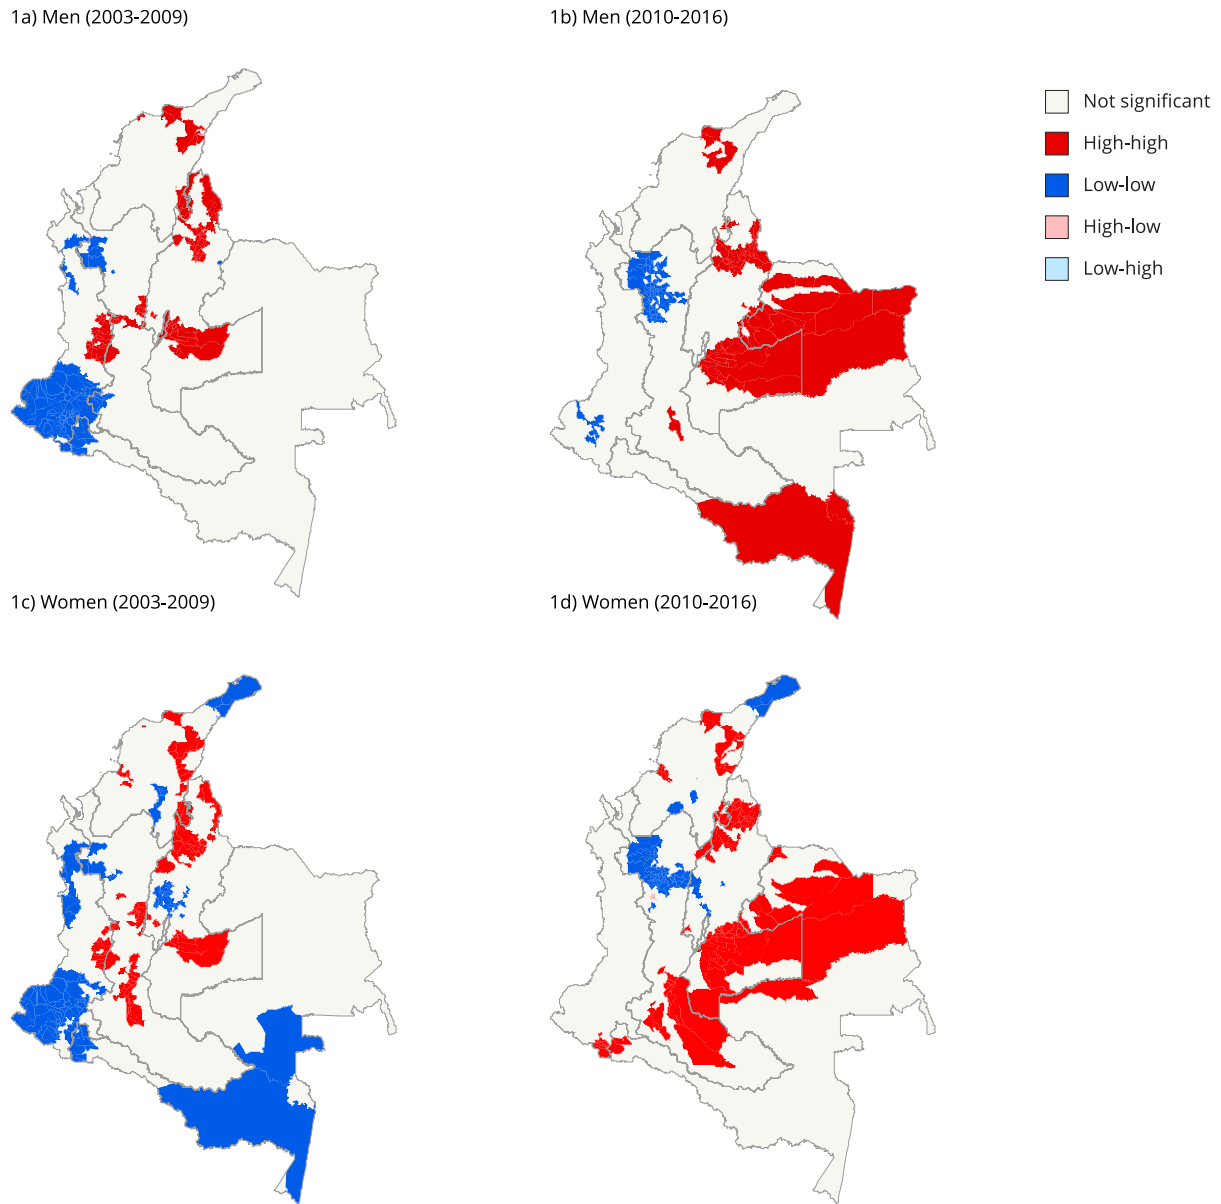 1a) Men (2003-2009)
1b) Men (2010-2016)
Not significant
High-high
Low-low
High-low
Low-high
1c) Women (2003-2009)
1d) Women (2010-2016)